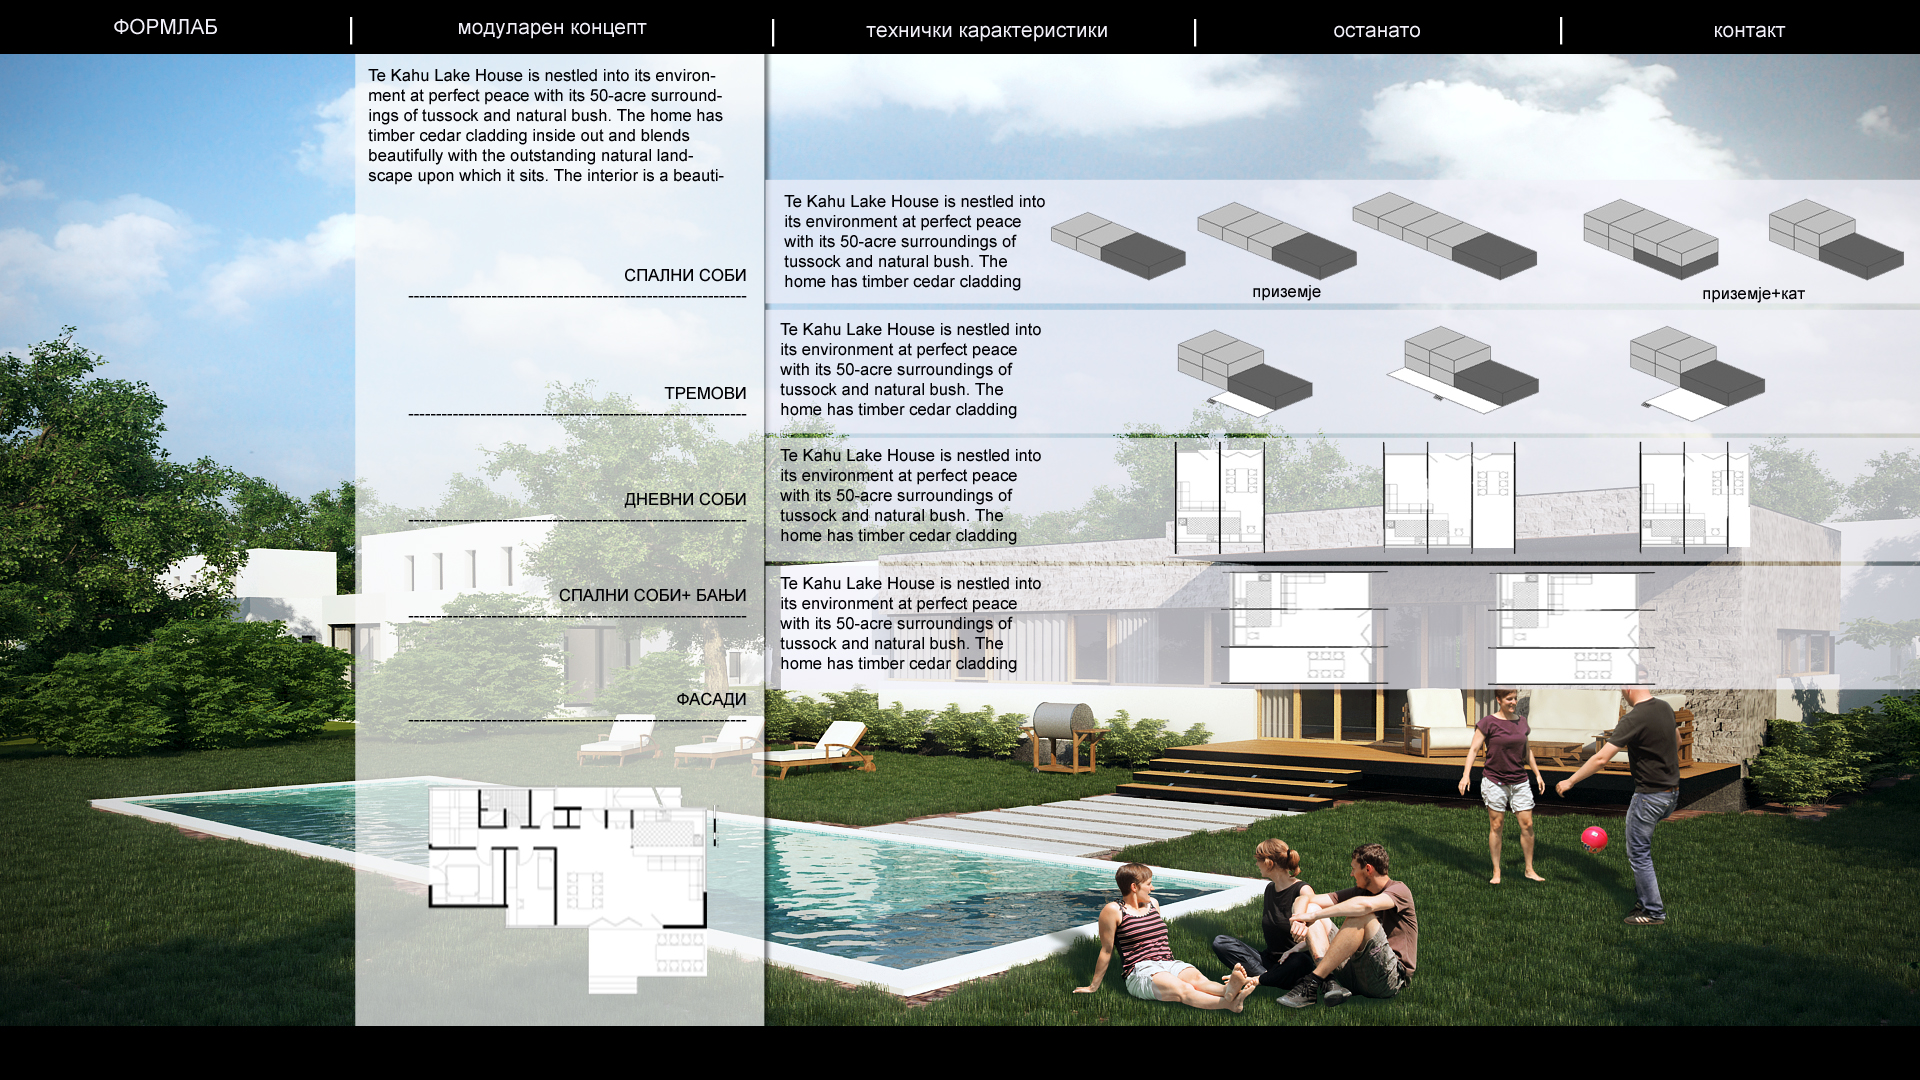 ФОРМЛАБ
модуларен концепт
технички карактеристики
останато
контакт
Te Kahu Lake House is nestled into its environ-
ment at perfect peace with its 50-acre surround-
ings of tussock and natural bush. The home has
timber cedar cladding inside out and blends
beautifully with the outstanding natural land-
scape upon which it sits. The interior is a beauti-
СПАЛНИ СОБИ
ТРЕМОВИ
ДНЕВНИ СОБИ
СПАЛНИ СОБИ+ БАЊИ
ФАСАДИ
Te Kahu Lake House is nestled into
its environment at perfect peace
with its 50-acre surroundings of
tussock and natural bush. The
home has timber cedar cladding
приземје
приземје+кат
Te Kahu Lake House is nestled into
its environment at perfect peace
with its 50-acre surroundings of
tussock and natural bush. The
home has timber cedar cladding
Te Kahu Lake House is nestled into
its environment at perfect peace
with its 50-acre surroundings of
tussock and natural bush. The
home has timber cedar cladding
Te Kahu Lake House is nestled into
its environment at perfect peace
with its 50-acre surroundings of
tussock and natural bush. The
home has timber cedar cladding